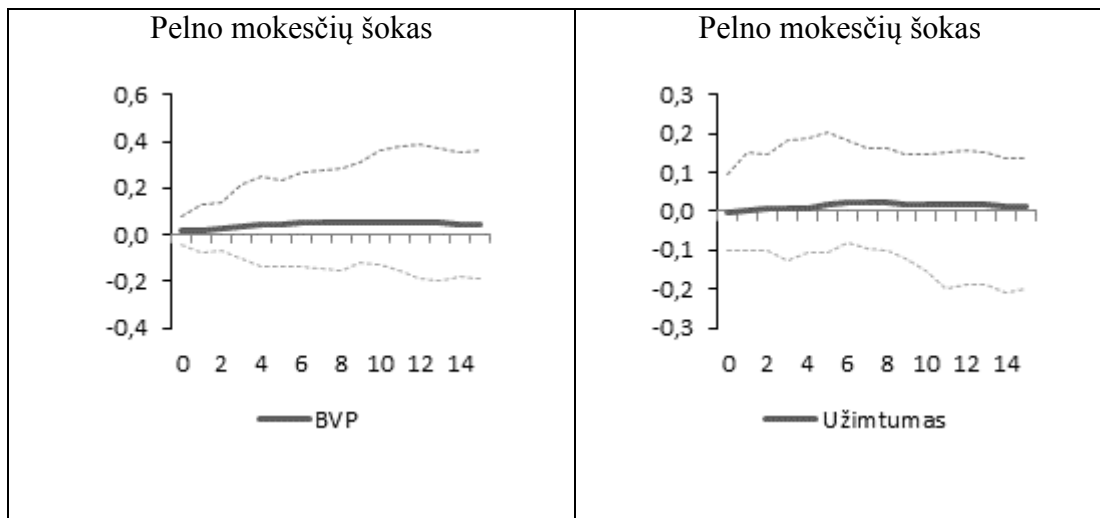 Pelno mokesčių šokas
0,6
0,4
0,2
0,0
-0,2
-0,4
0 2 4 6 8 10 12 14
BVP
Pelno mokesčių šokas
0,3
0,2
0,1
0,0
-0,1
-0,2
-0,3
0 2 4 6 8 10 12 14
Užimtumas